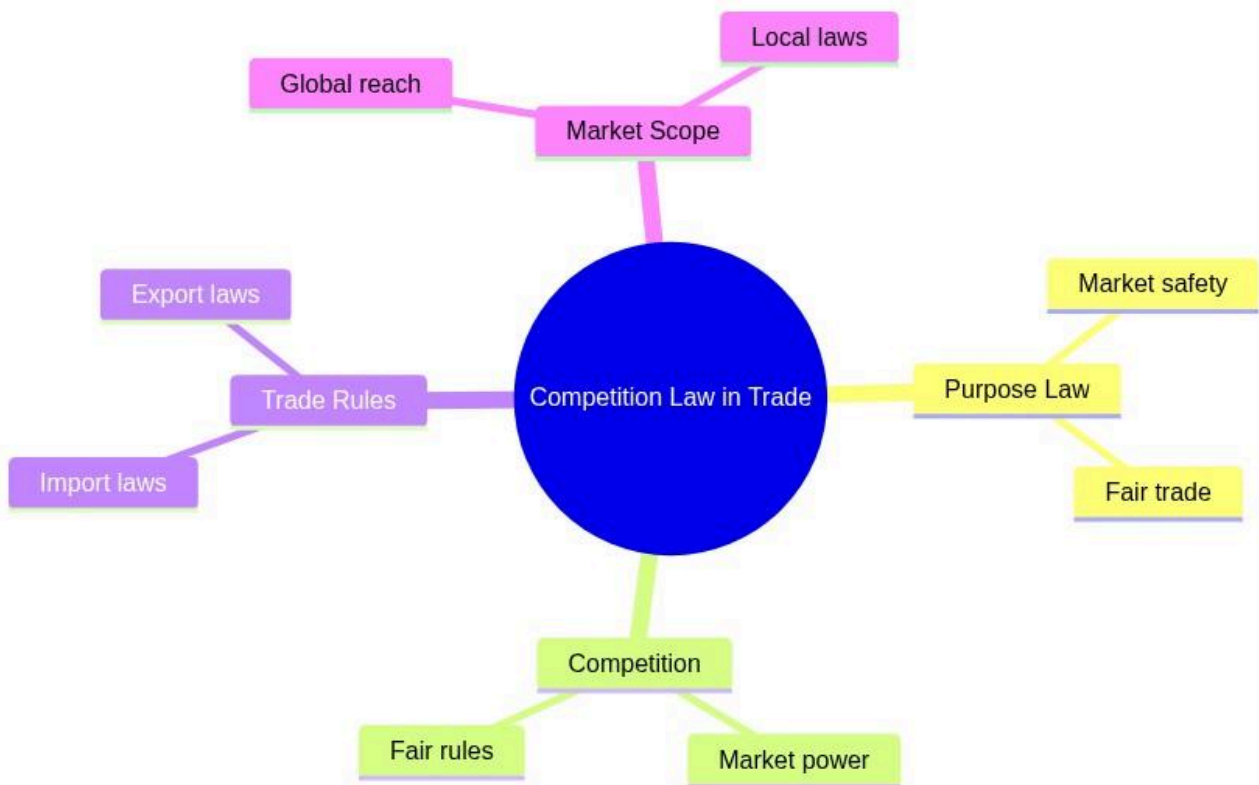 Local laws
Global reach
Market Scope
Export laws
Market safety
Trade Rules
Competition Law in Trade
Purpose Law
Import laws
Fair trade
Competition
Fair rules
Market power